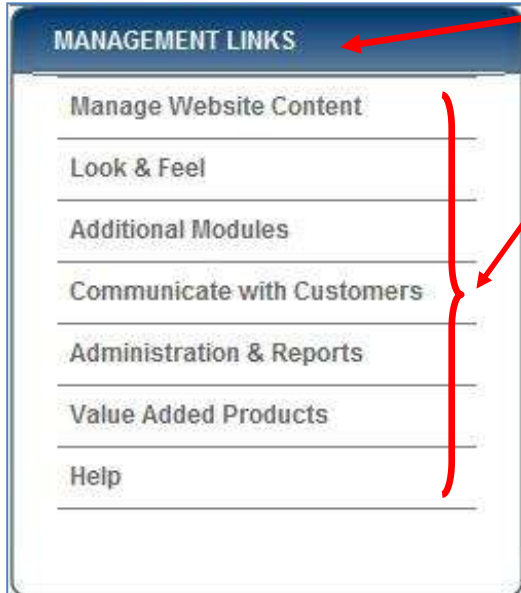 MANAGEMENT LINKS
Manage Website Content
Look & Feel
Additional Modules
Communicate with Customers
Administration & Reports
Value Added Products
Help